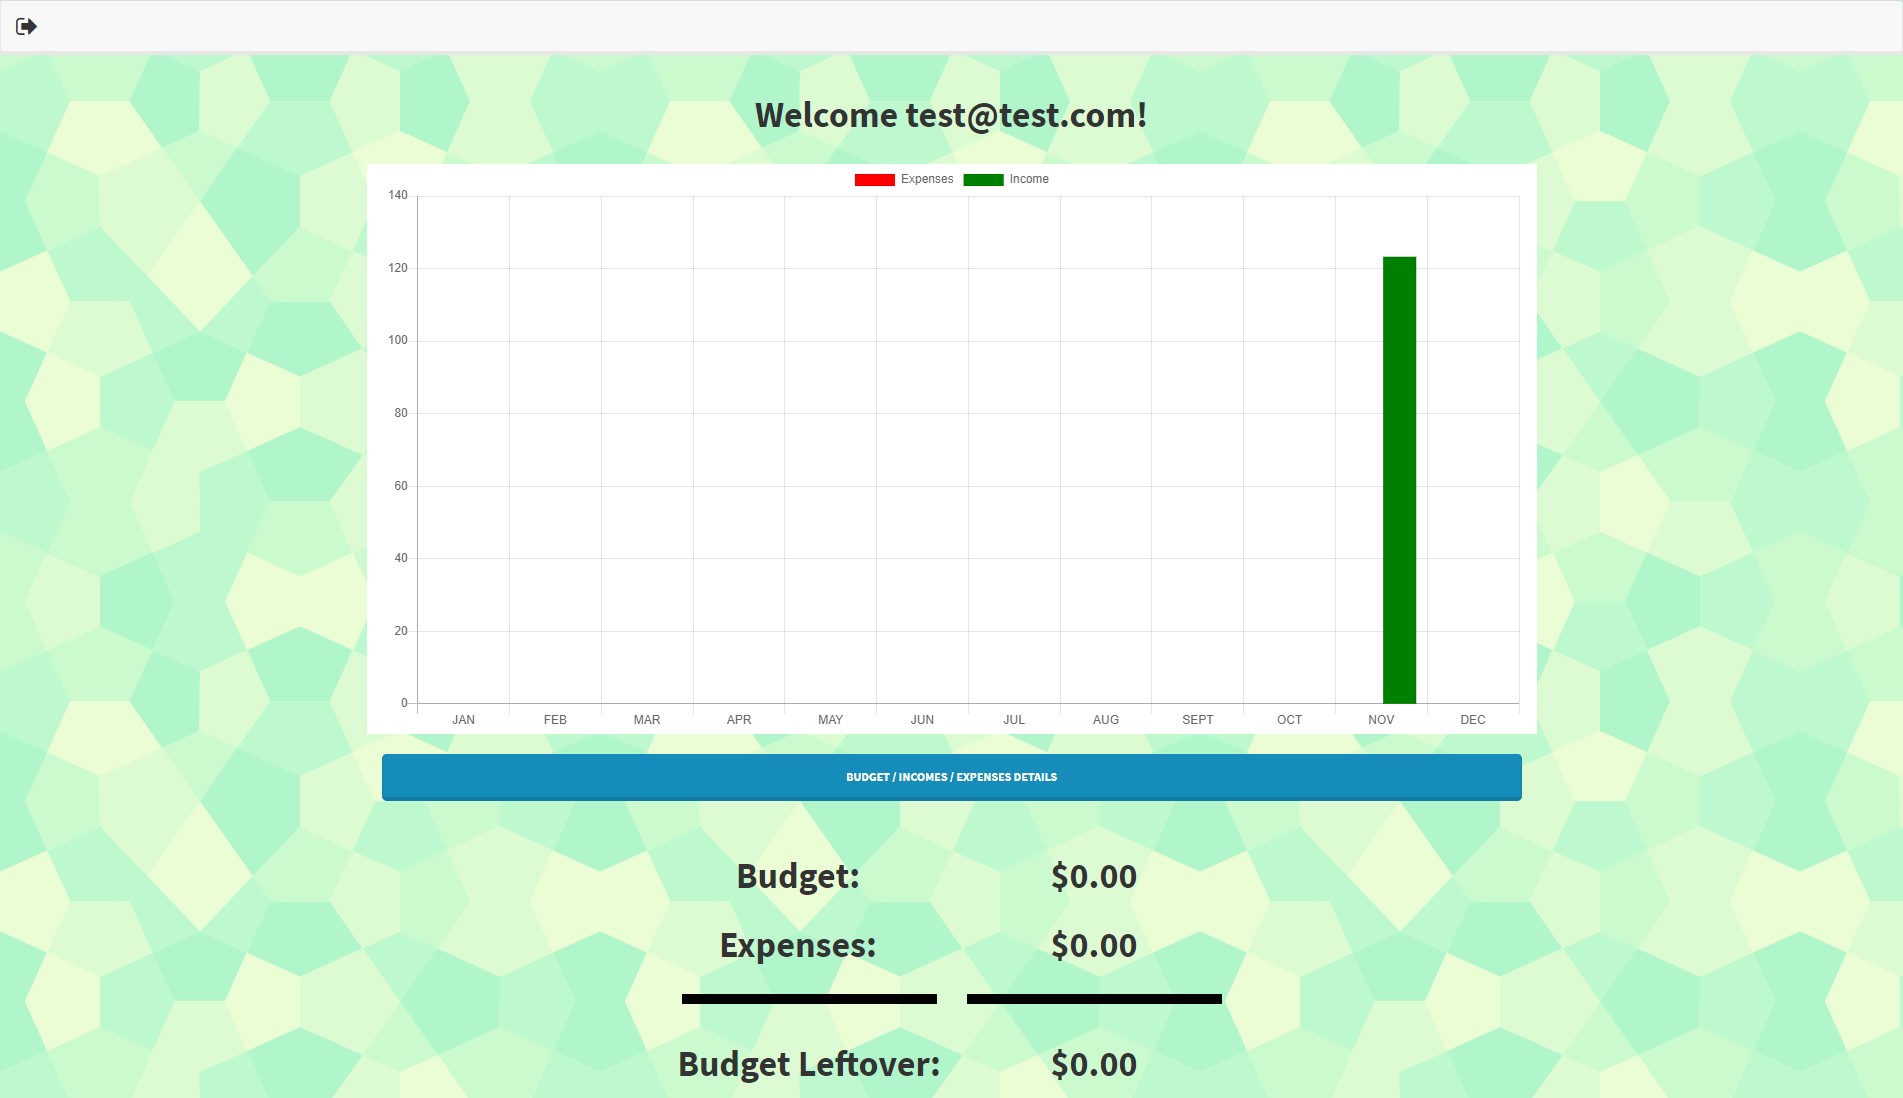 Welcome test@test.com!
Expenses Income
140
120
100
80
60
40
20
0
JAN FEB MAR APR MAY JUN JUL AUG SEPT OCT NOV DEC
BUDGET / INCOMES / EXPENSES DETAILS
Budget: $0.00
Expenses: $0.00
Budget Leftover: $0.00